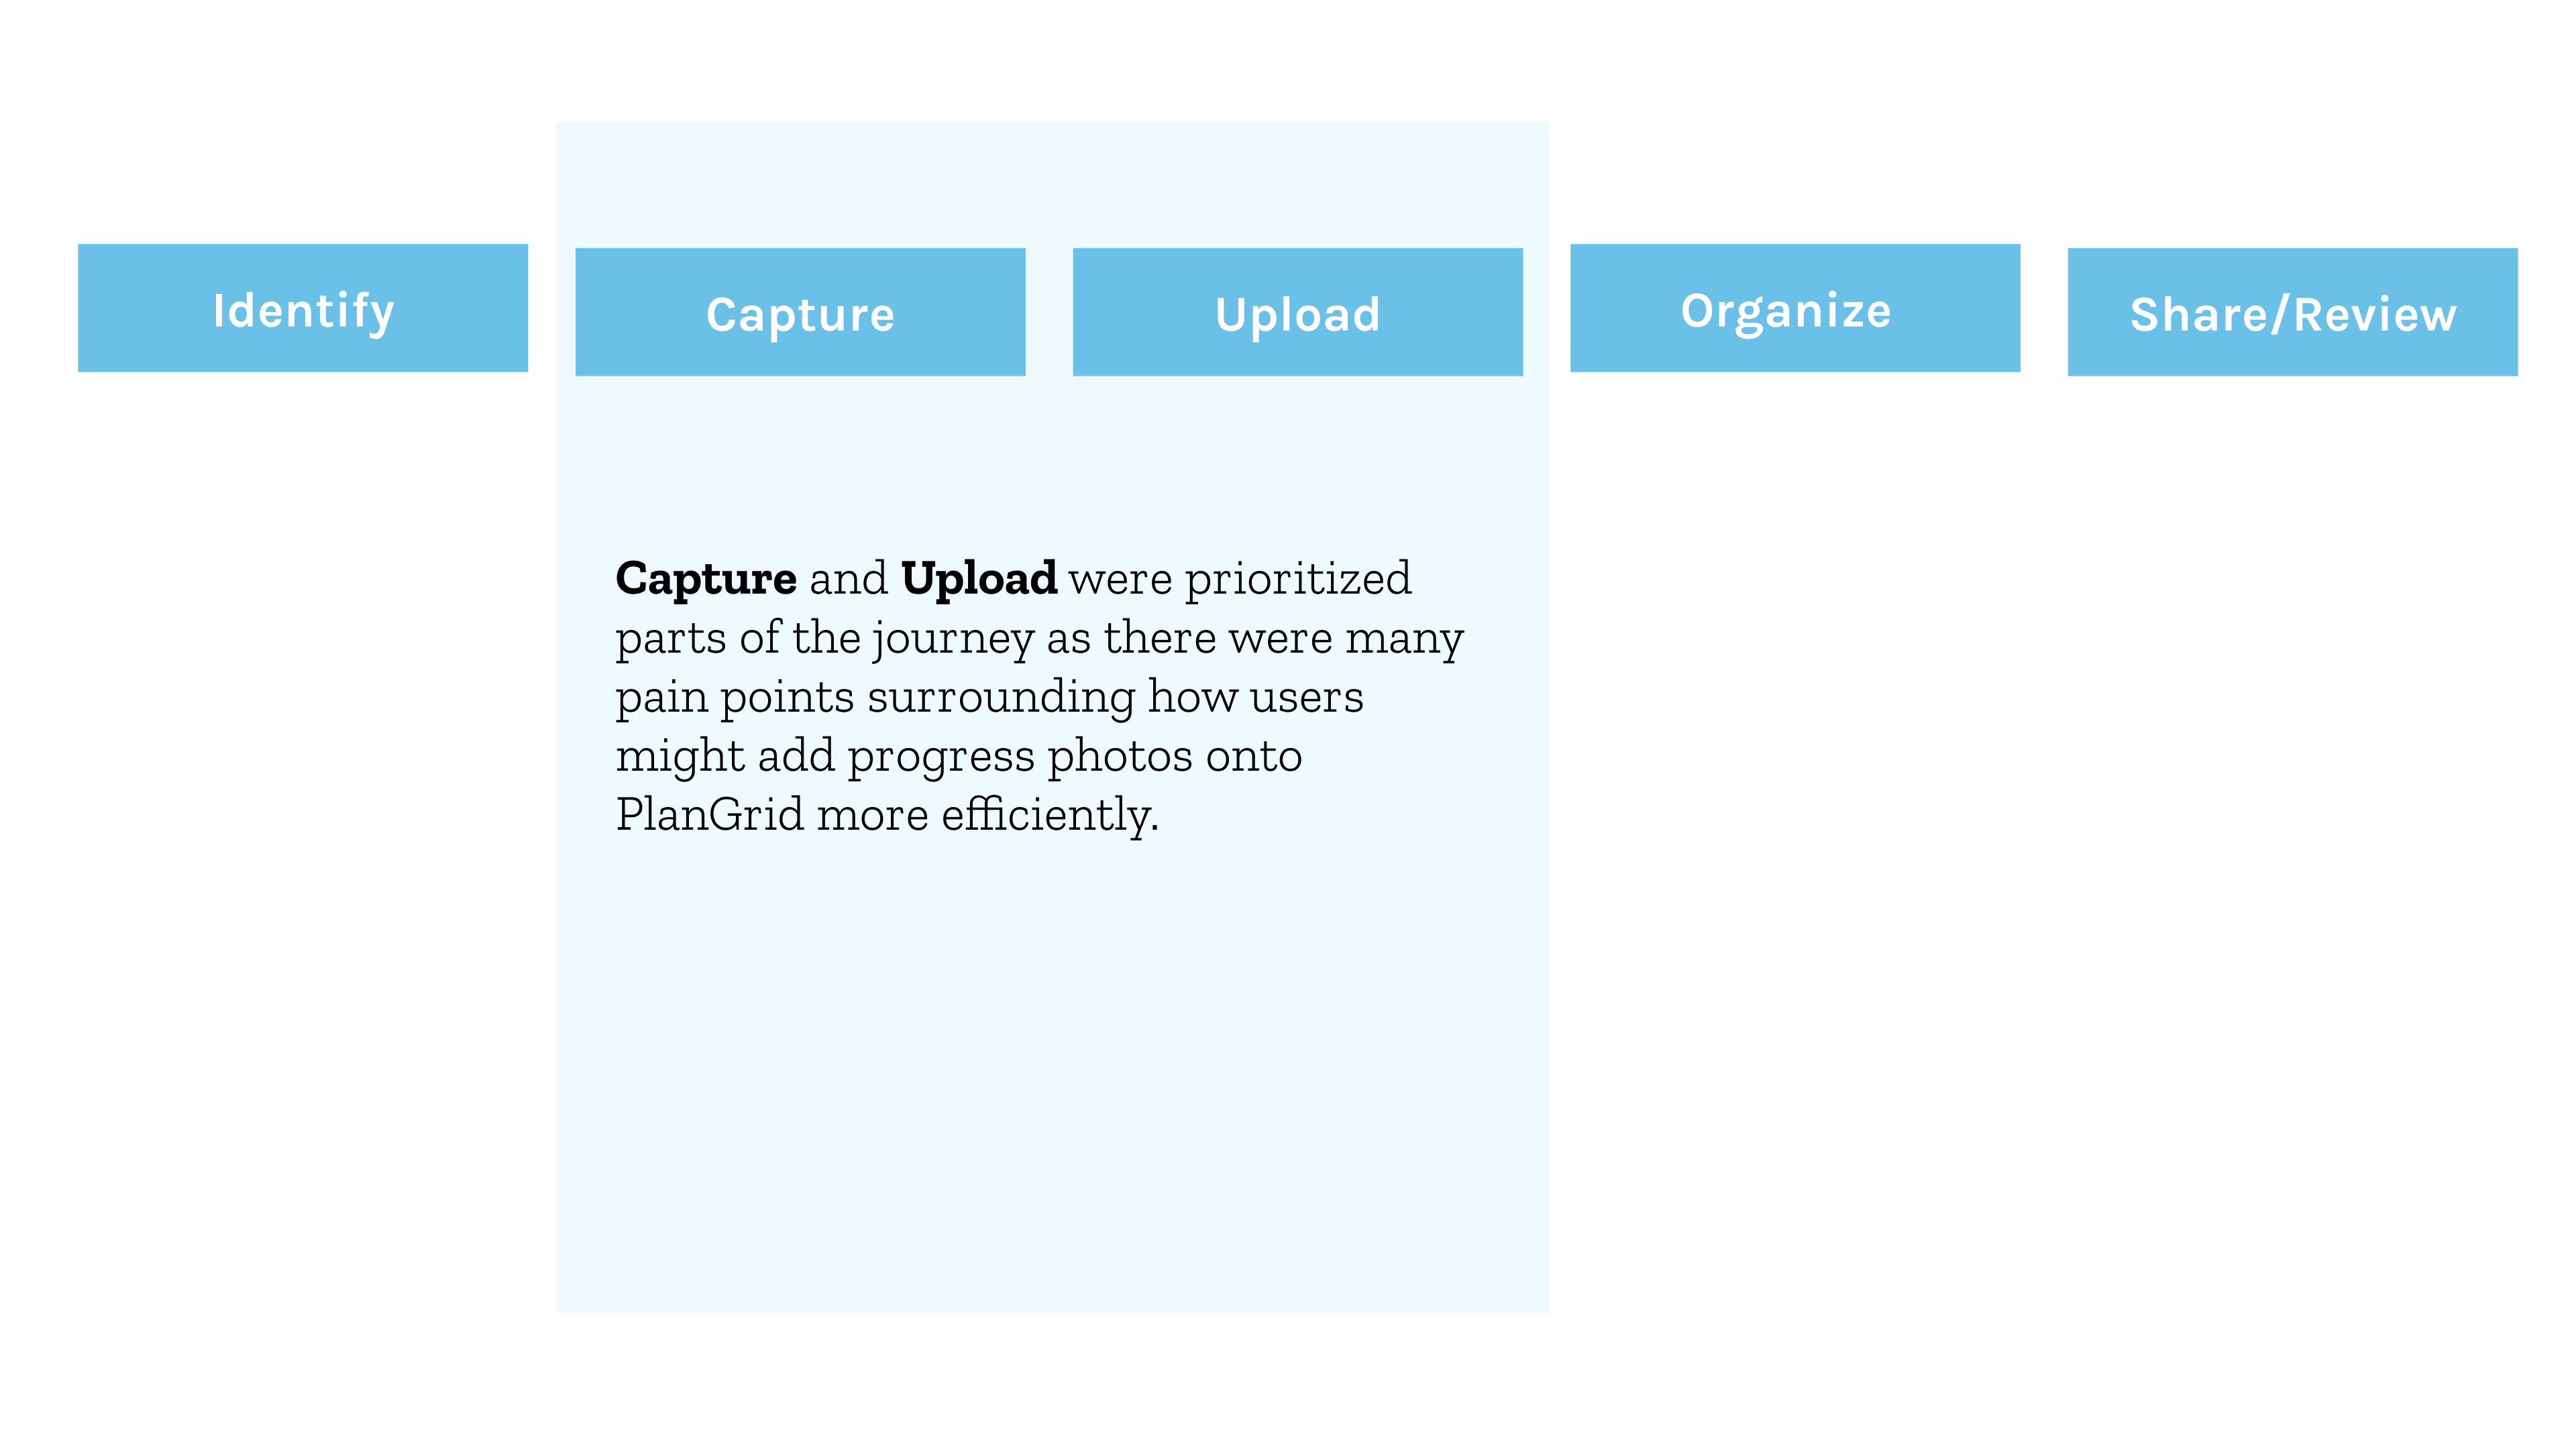 Identify
Capture
Upload
Organize
Share/Review
Capture and Upload were prioritized
parts of the journey as there were many
pain points surrounding how users
might add progress photos onto
PlanGrid more efficiently.